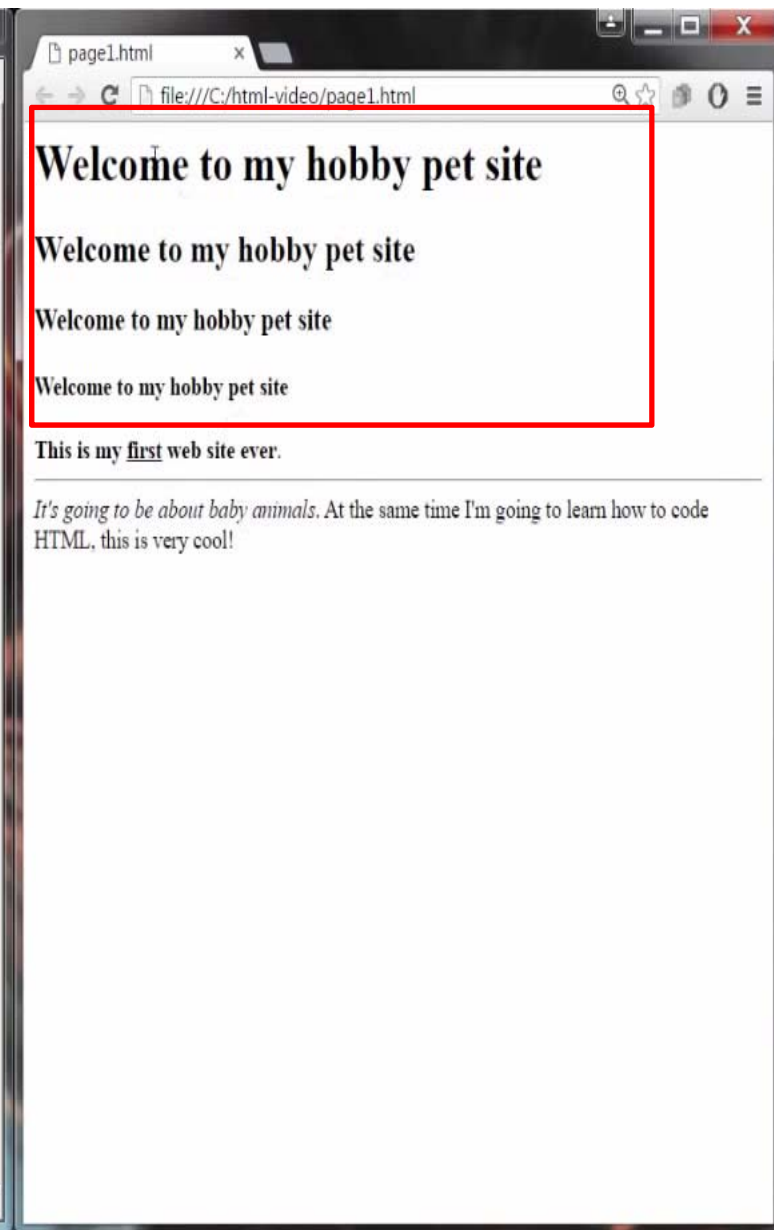 page1.html
file:///C:/html-video/page1.html
Welcome to my hobby pet site
Welcome to my hobby pet site
Welcome to my hobby pet site
Welcome to my hobby pet site
This is my first web site ever.
It's going to be about baby animals. At the same time I'm going to learn how to code
HTML, this is very cool!